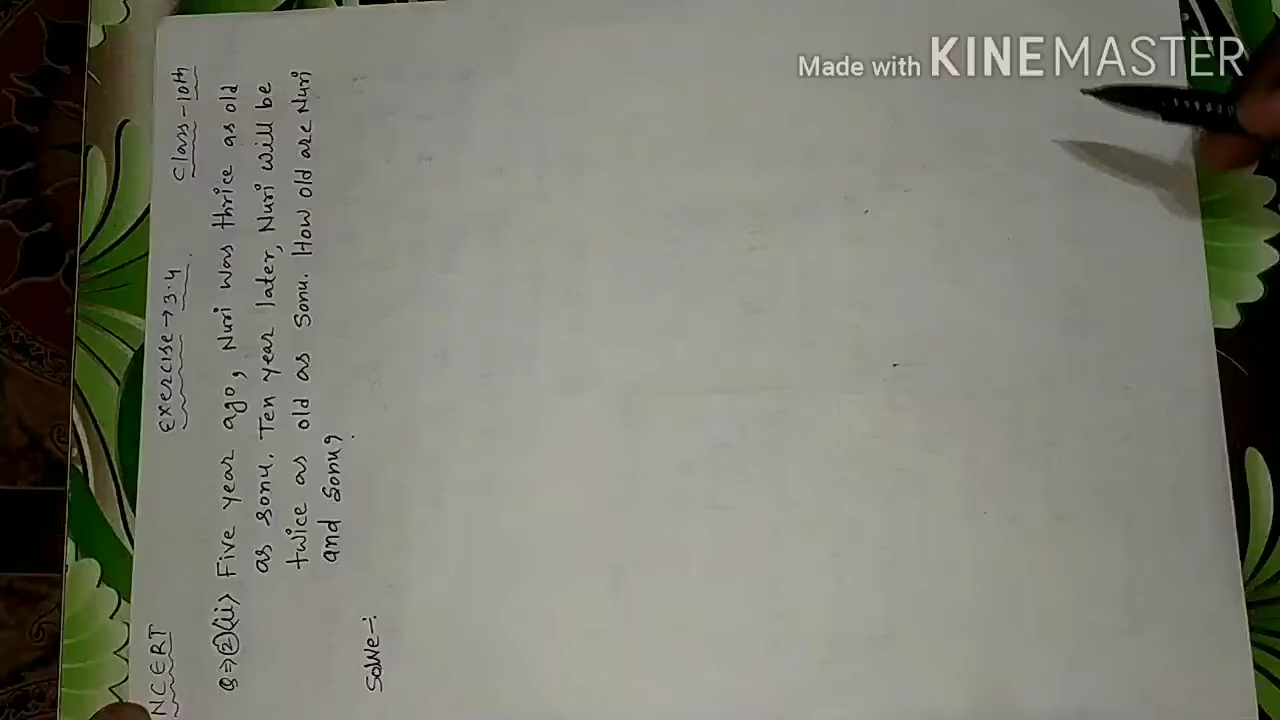 NCERT Exercise→3.4. Class-10th
Q⇒②(ii)> Five year ago, Nuri was thrice as old
as sonu. Ten year later, Nuri will be
twice as old as Sonu. How old are Nuri
and Sonu?
Solve-:
Made with KINEMASTER